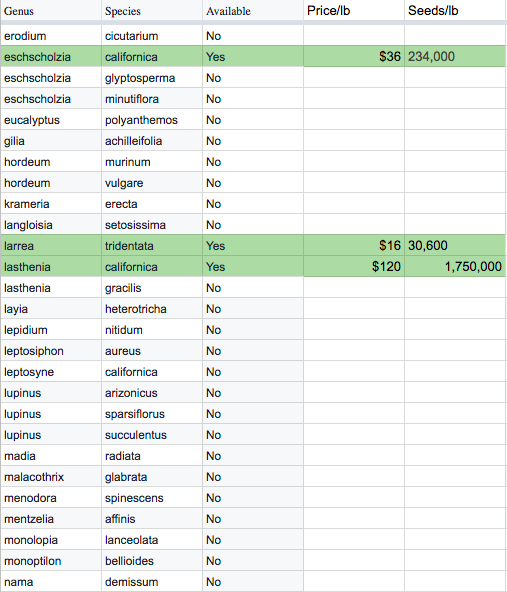 Genus Species Available Price/lb Seeds/lb
erodium cicutarium No
eschscholzia californica Yes $36 234,000
eschscholzia glyptosperma No
eschscholzia minutiflora No
eucalyptus polyanthemos No
gilia achilleifolia No
hordeum murinum No
hordeum vulgare No
krameria erecta No
langloisia setosissima No
larrea tridentata Yes $16 30,600
lasthenia californica Yes $120 1,750,000
lasthenia gracilis No
layia heterotricha No
lepidium nitidum No
leptosiphon aureus No
leptosyne californica No
lupinus arizonicus No
lupinus sparsiflorus No
lupinus succulentus No
madia radiata No
malacothrix glabrata No
menodora spinescens No
mentzelia affinis No
monolopia lanceolata No
monoptilon bellioides No
nama demissum No